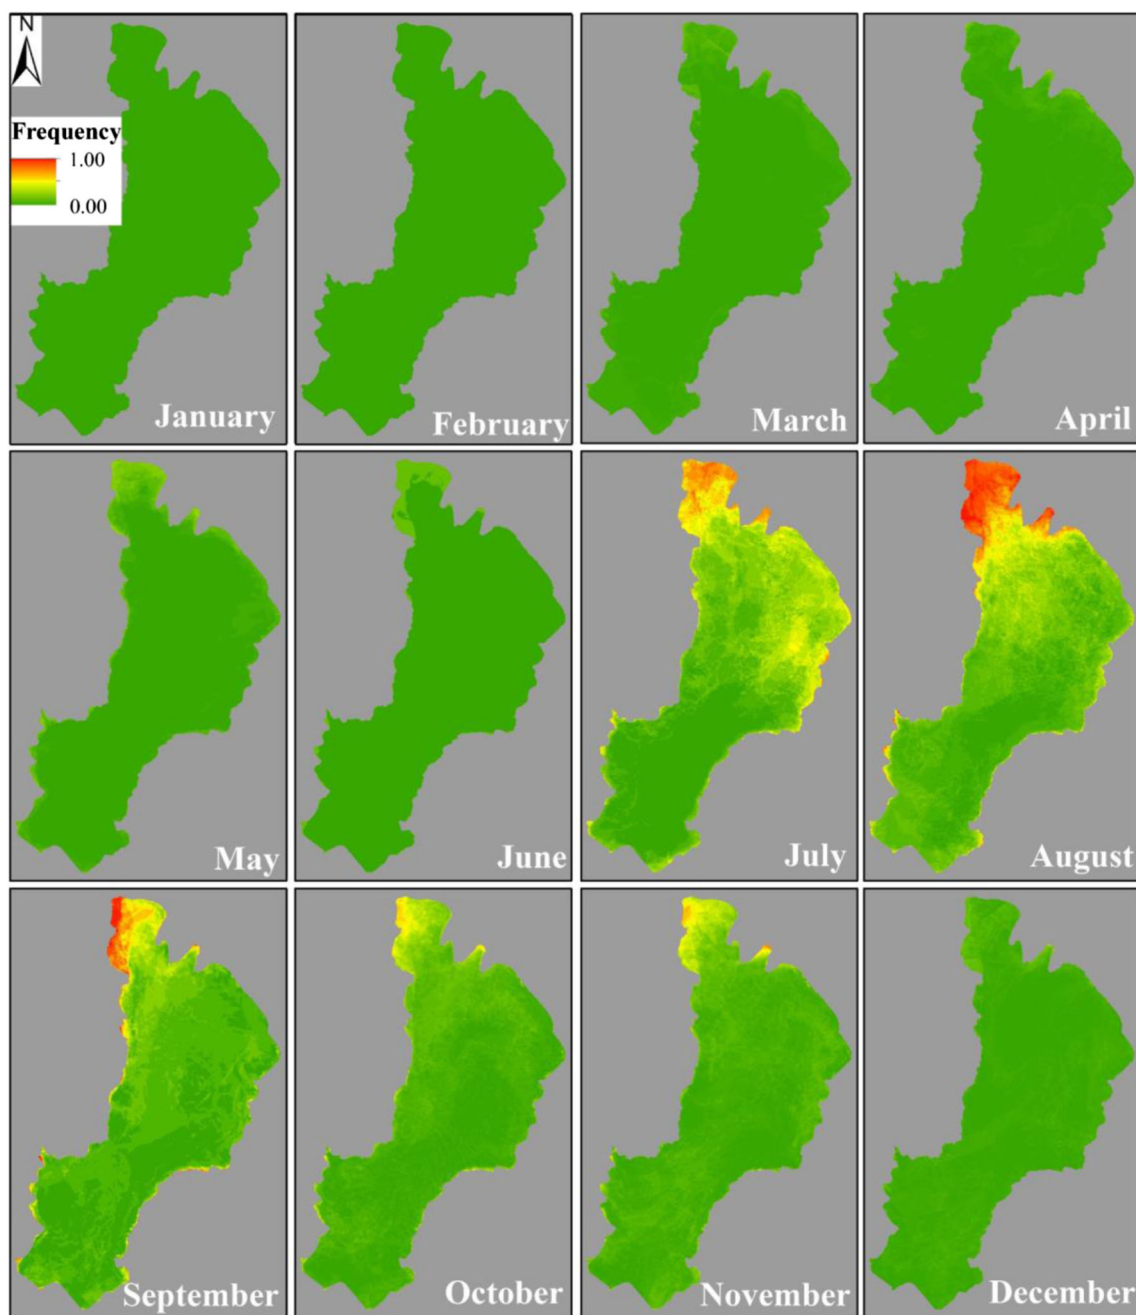 N
Frequency
1.00
0.00
January
February
March
April
May
June
July
August
September
October
November
December